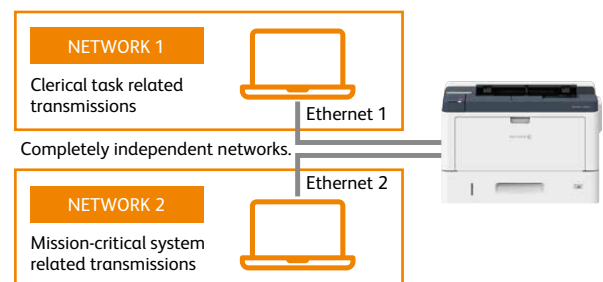 NETWORK 1
Clerical task related
transmissions
Ethernet 1
Completely independent networks.
Ethernet 2
NETWORK 2
Mission-critical system
related transmissions